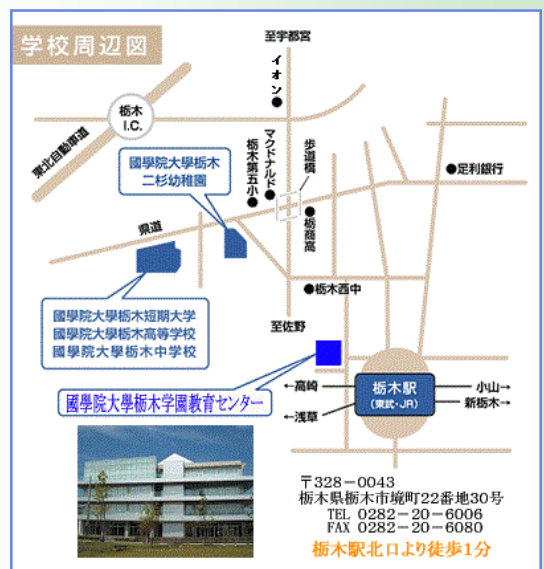 学校周辺図
至宇都宮
イオン
栃木
I.C.
東北自動車道
國學院大學栃木
二杉幼稚園
栃木第五小
マクドナルド
歩道橋
足利銀行
栃商高
県道
栃木西中
國學院大學栃木短期大学
國學院大學栃木高等学校
國學院大學栃木中学校
至佐野
國學院大學栃木学園教育センター
←高崎
栃木駅
(東武・JR)
小山→
←浅草
新栃木→
〒328-0043
栃木県栃木市境町22番地30号
TEL 0282-20-6006
FAX 0282-20-6080
栃木駅北口より徒歩1分